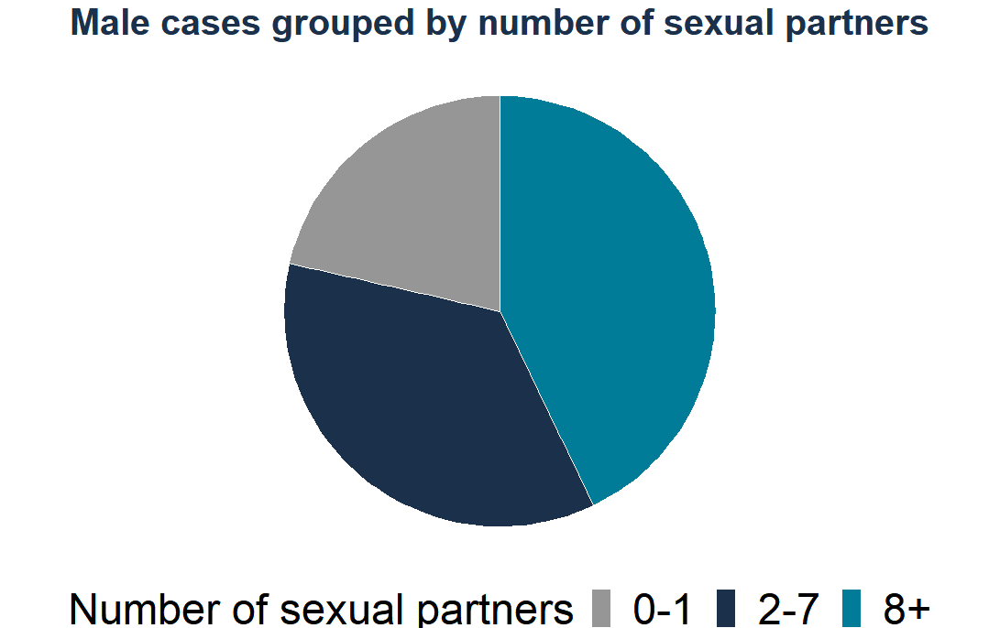 Male cases grouped by number of sexual partners
Number of sexual partners 0-1 2-7 8+